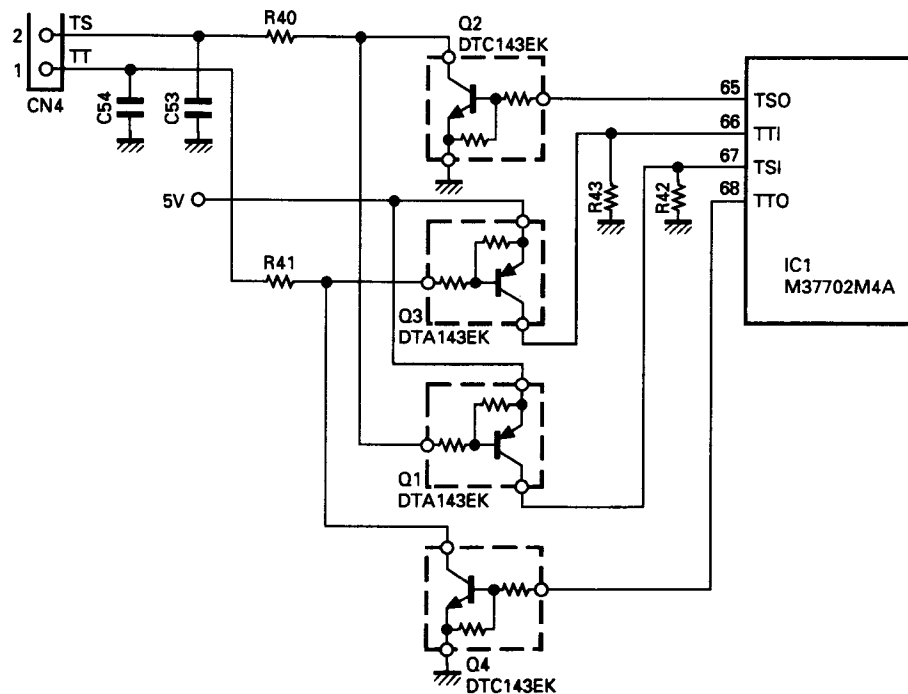 2
TS
R40
Q2
DTC143EK
1
TT
CN4
C54
C53
65
TSO
66
TTI
67
TSI
68
TTO
R43
R42
5V
R41
IC1
M37702M4A
Q3
DTA143EK
Q1
DTA143EK
Q4
DTC143EK